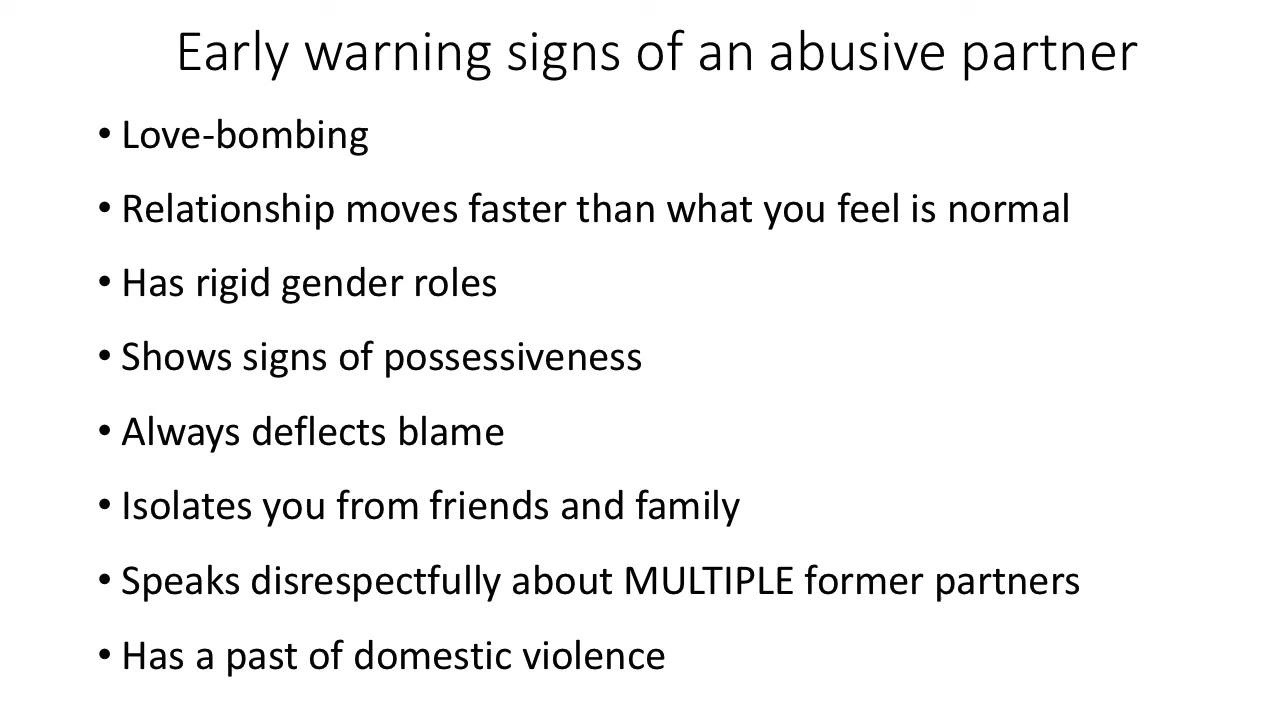 Early warning signs of an abusive partner
• Love-bombing
• Relationship moves faster than what you feel is normal
• Has rigid gender roles
• Shows signs of possessiveness
• Always deflects blame
• Isolates you from friends and family
• Speaks disrespectfully about MULTIPLE former partners
• Has a past of domestic violence